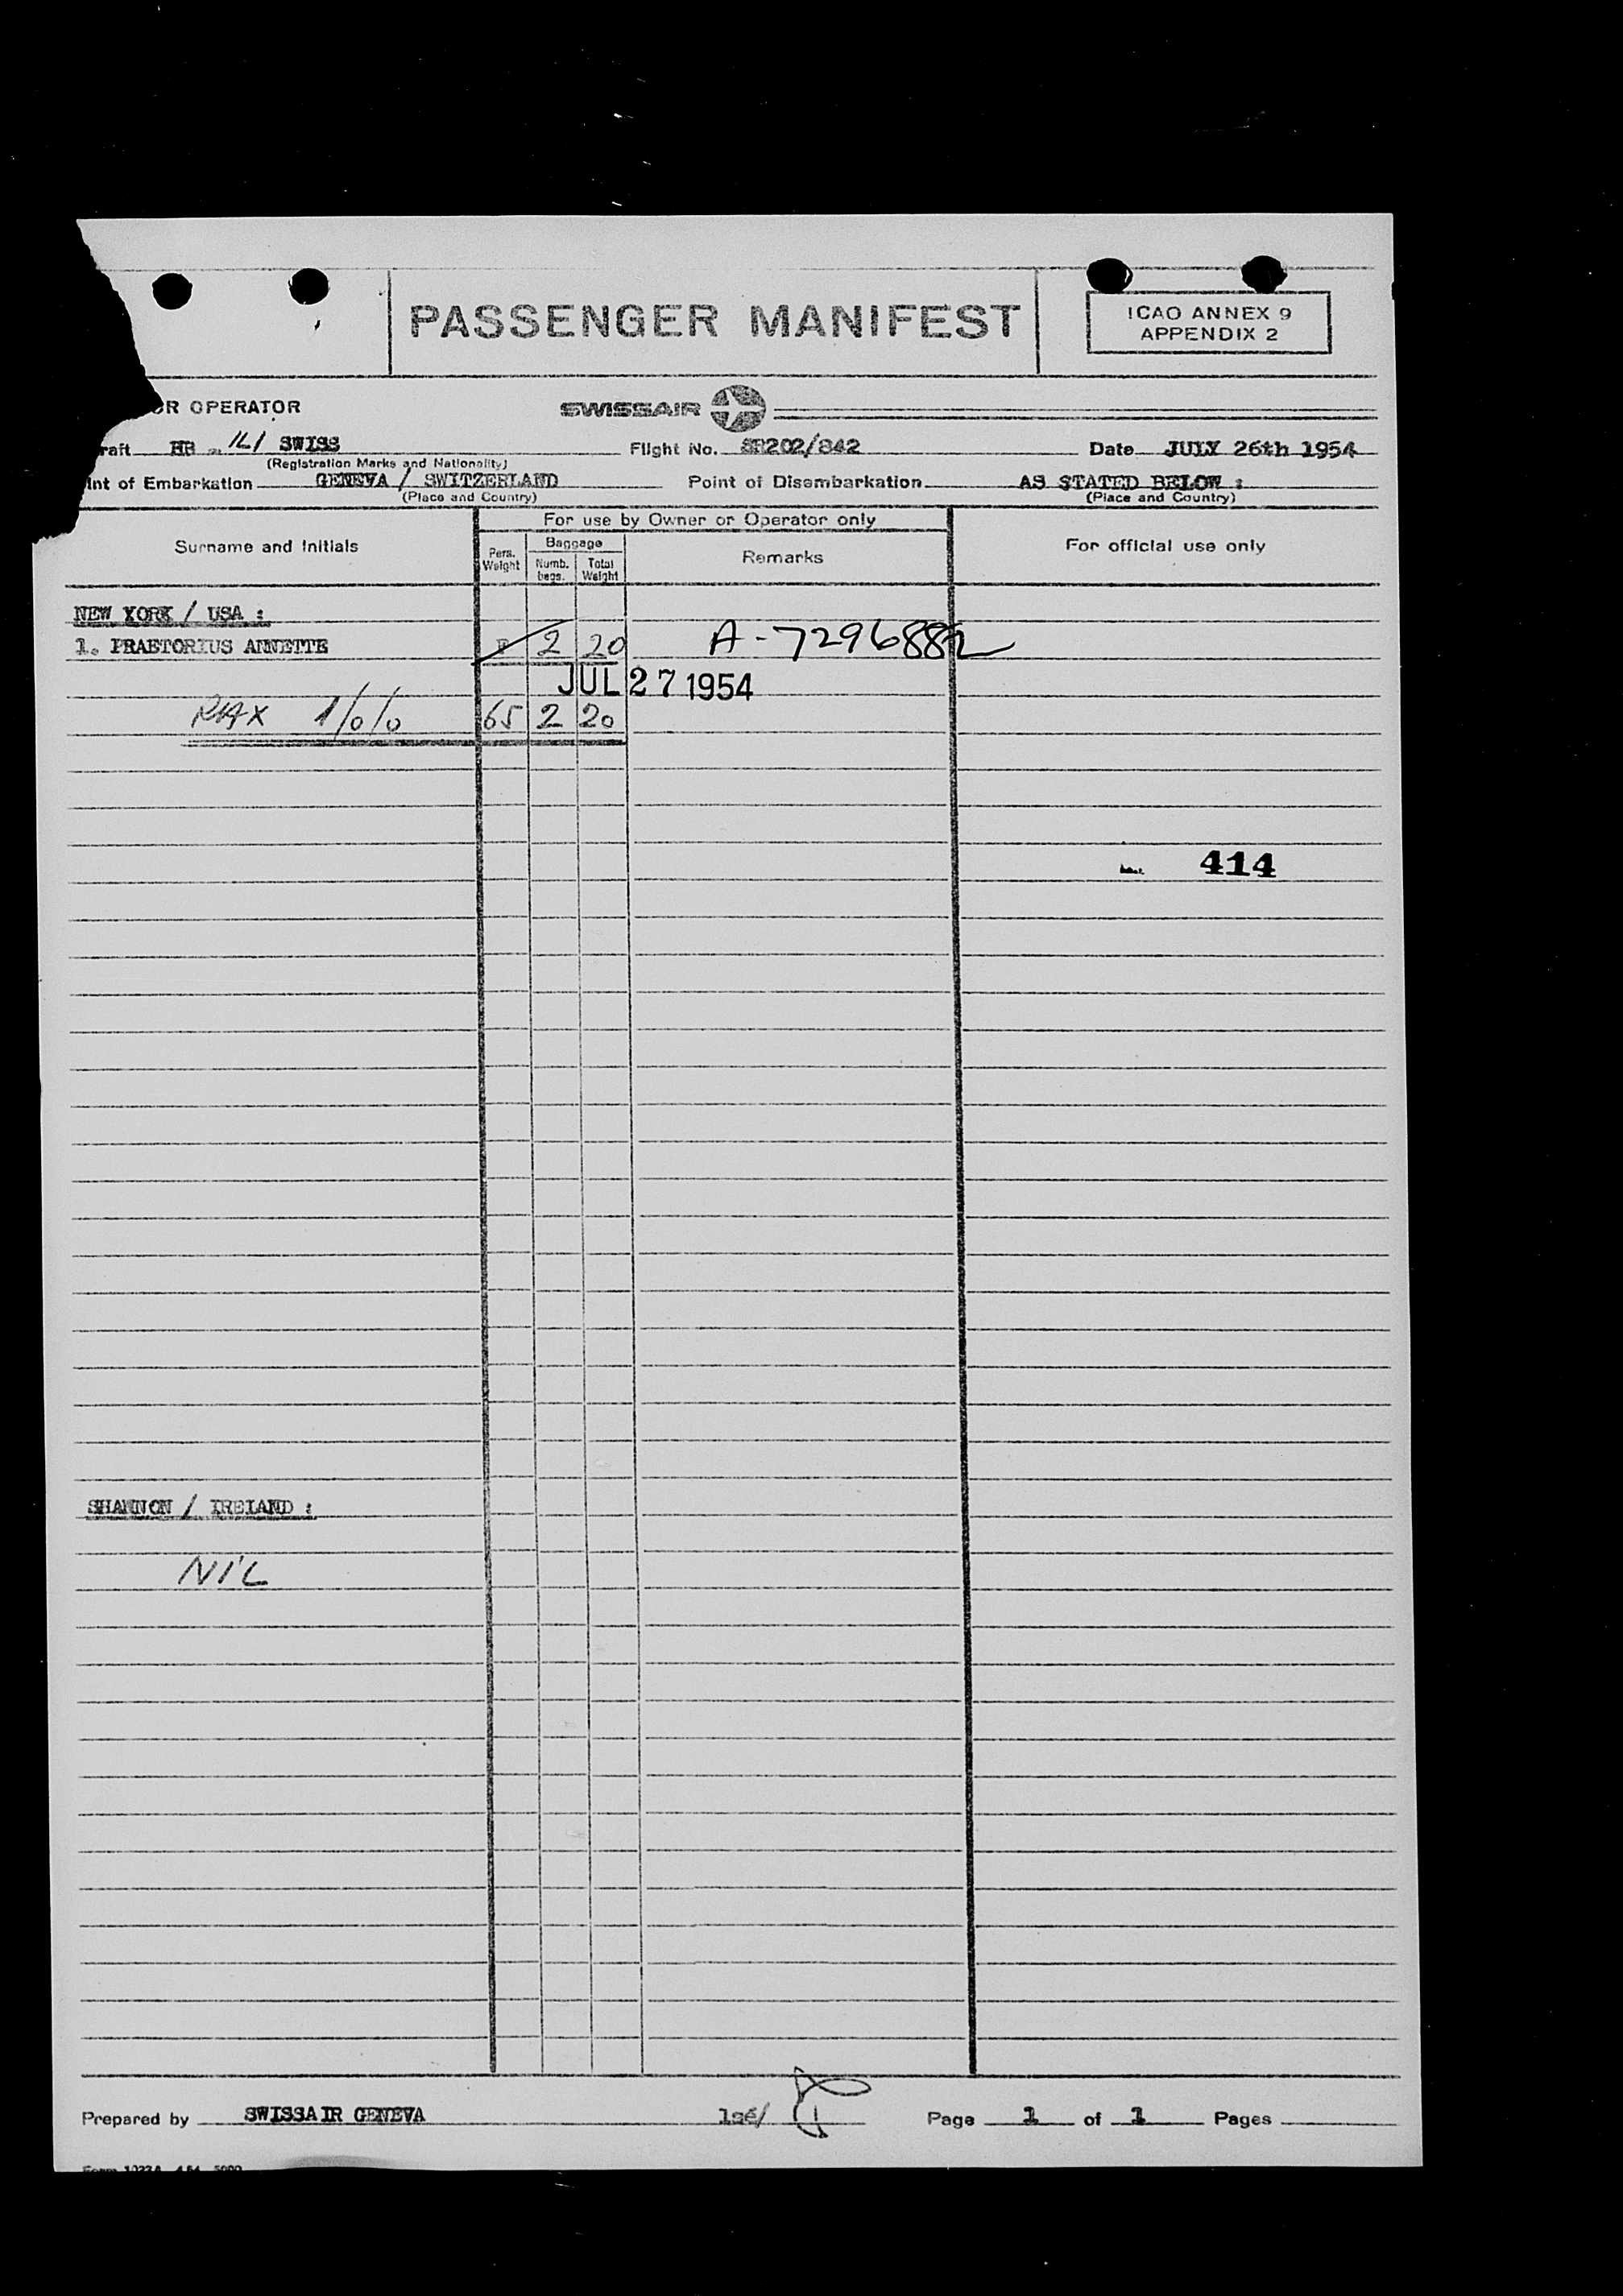 PASSENGER MANIFEST
ICAO ANNEX 9
APPENDIX 2
OR OPERATOR
SWISSAIR
raft HB - ILI SWISS
Flight No. SR202/842
Date JULY 26th 1954
(Registration Marks and Nationality)
int of Embarkation GENEVA / SWITZERLAND
Point of Disembarkation AS STATED BELOW :
(Place and Country)
(Place and Country)
Surname and Initials
For use by Owner or Operator only
Pers. Weight
Baggage
Numb. bags.
Total Weight
Remarks
For official use only
NEW YORK / USA :
1. PRAETORIUS ANNETTE 2 20 A-7296882
JUL 27 1954
PAX 1/0/0 65 2 20
414
SHANNON / IRELAND :
NIL
Prepared by SWISSAIR GENEVA
Page 1 of 1 Pages